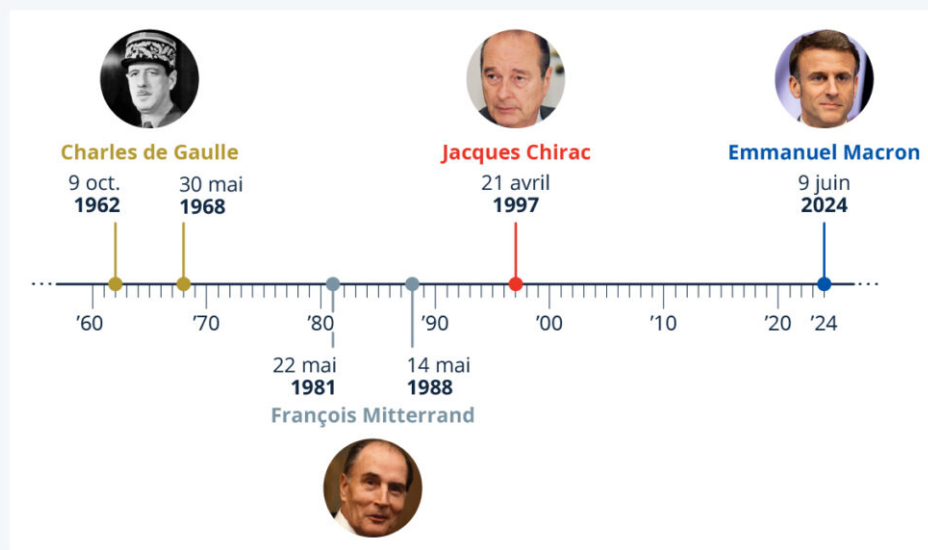 Charles de Gaulle
9 oct.
1962
30 mai
1968
Jacques Chirac
21 avril
1997
Emmanuel Macron
9 juin
2024
’60
’70
’80
’90
’00
’10
’20
’24
22 mai
1981
14 mai
1988
François Mitterrand